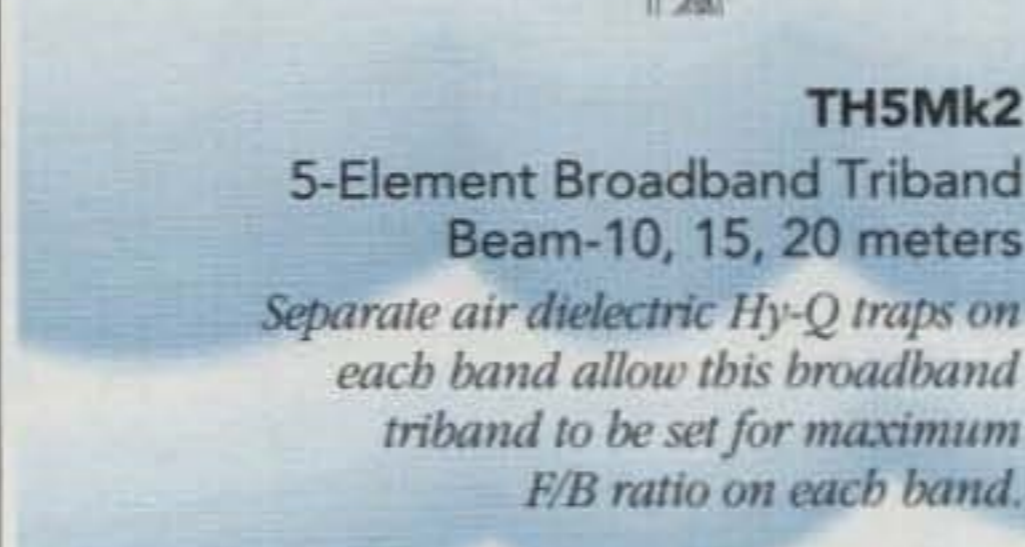 TH5Mk2
5-Element Broadband Triband
Beam-10, 15, 20 meters
Separate air dielectric Hy-Q traps on
each band allow this broadband
triband to be set for maximum
F/B ratio on each band.